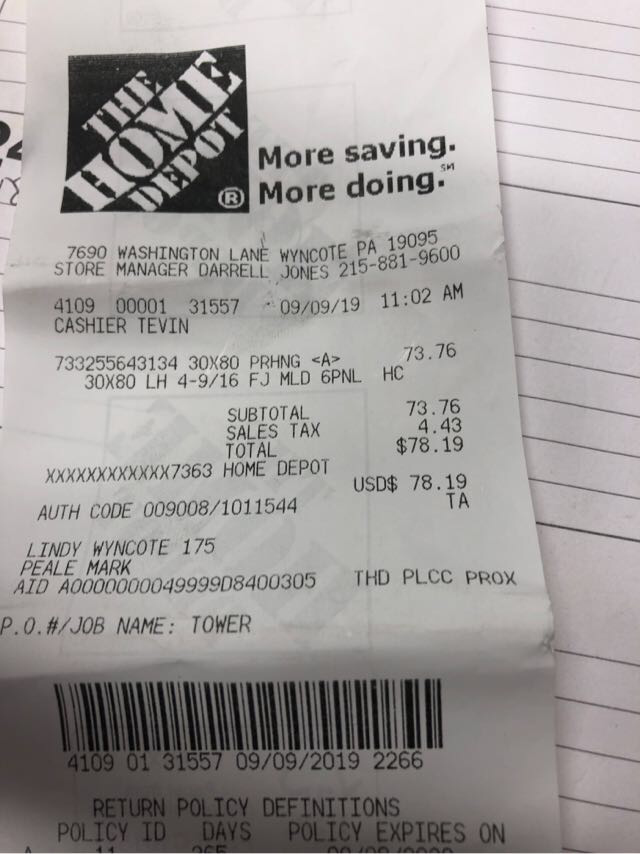 THE
HOME
DEPOT
®
More saving.
More doing.℠
7690 WASHINGTON LANE WYNCOTE PA 19095
STORE MANAGER DARRELL JONES 215-881-9600
4109 00001 31557 09/09/19 11:02 AM
CASHIER TEVIN
733255643134 30X80 PRHNG <A> 73.76
30X80 LH 4-9/16 FJ MLD 6PNL HC
SUBTOTAL 73.76
SALES TAX 4.43
TOTAL $78.19
XXXXXXXXXXXX7363 HOME DEPOT
USD$ 78.19
AUTH CODE 009008/1011544 TA
LINDY WYNCOTE 175
PEALE MARK
AID A0000000049999D8400305 THD PLCC PROX
P.O.#/JOB NAME: TOWER
4109 01 31557 09/09/2019 2266
RETURN POLICY DEFINITIONS
POLICY ID DAYS POLICY EXPIRES ON